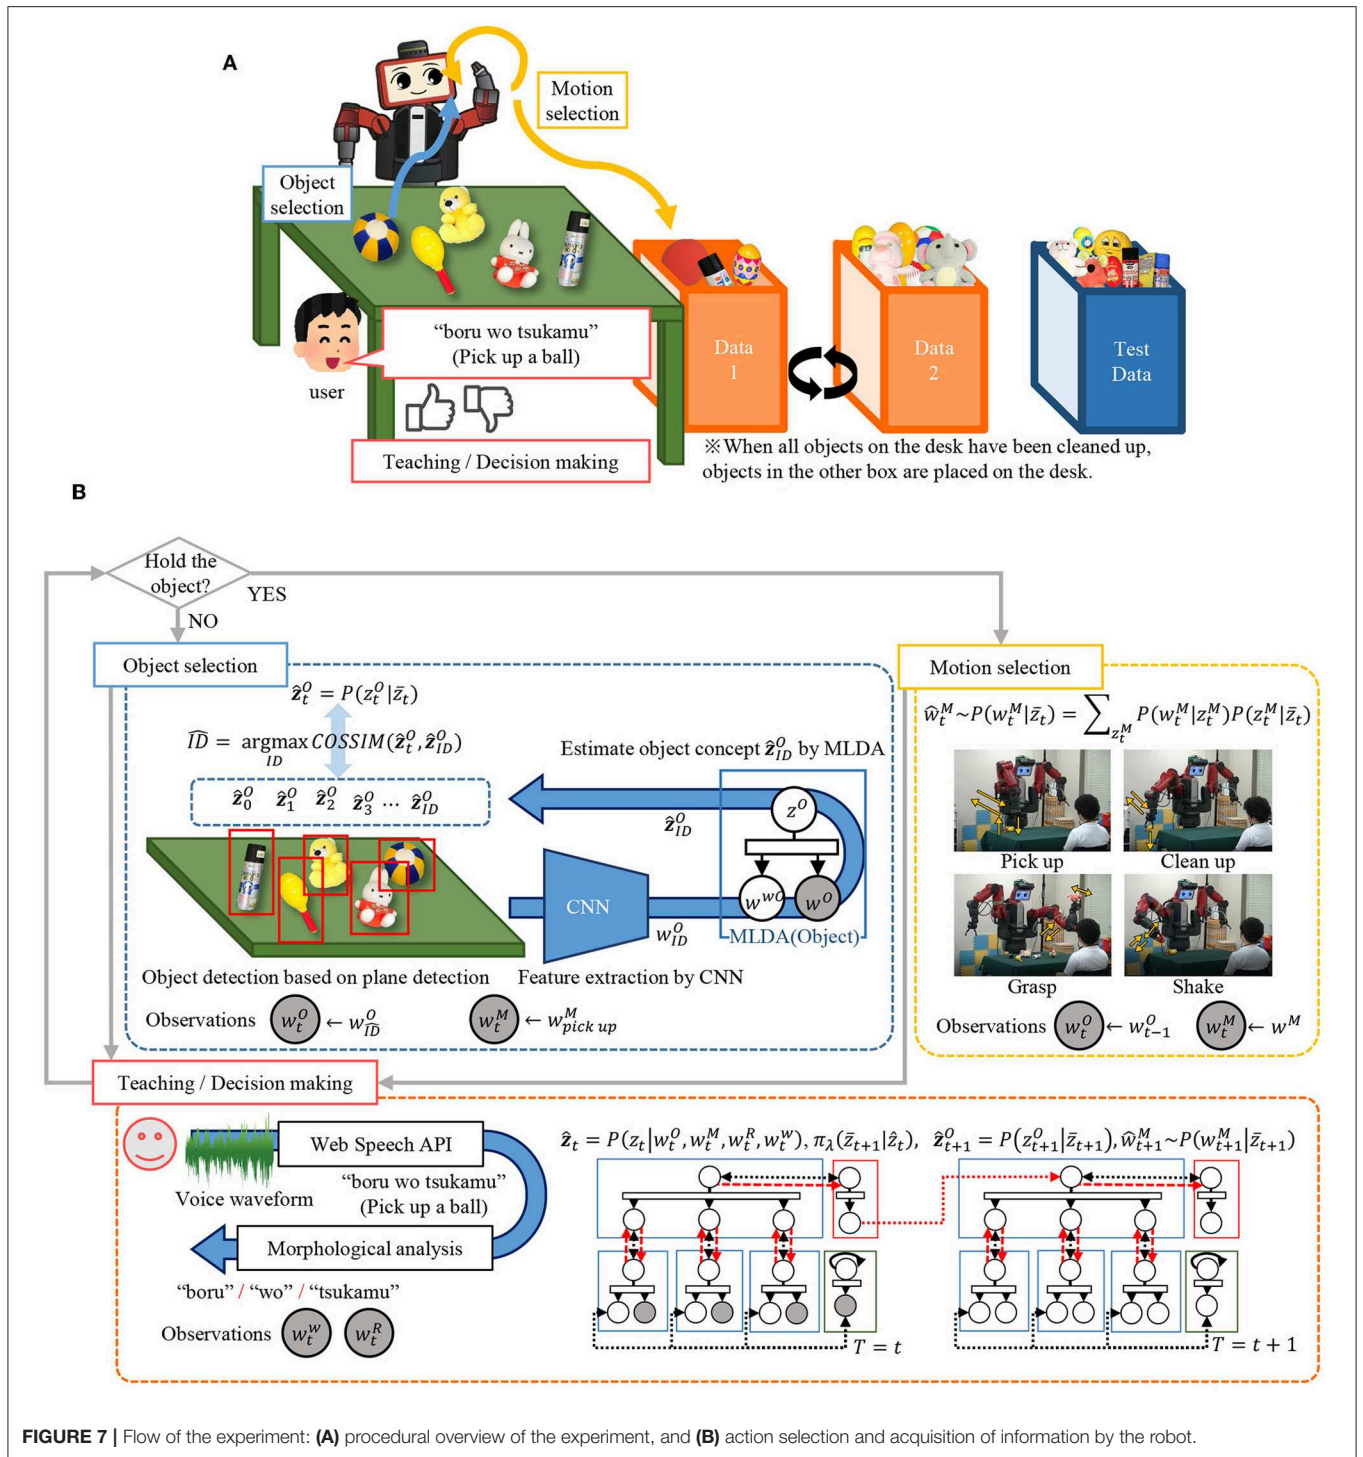 A
Motion
selection
Object
selection
"boru wo tsukamu"
(Pick up a ball)
user
Teaching / Decision making
Data
1
Data
2
Test
Data
※When all objects on the desk have been cleaned up,
objects in the other box are placed on the desk.
B
Hold the
object?
YES
NO
Object selection
Motion selection
ẑ_t^O = P(z_t^O|z̄_t)
ID̂ = argmax_ID COSSIM(ẑ_t^O, ẑ_ID^O)
ẑ_0^O ẑ_1^O ẑ_2^O ẑ_3^O ... ẑ_ID^O
Estimate object concept ẑ_ID^O by MLDA
ẑ_ID^O
z^O
w^wO w^O
MLDA(Object)
CNN
w_ID^O
Object detection based on plane detection
Feature extraction by CNN
Observations w_t^O ← w_ID̂^O w_t^M ← w_pick up^M
ŵ_t^M~P(w_t^M|z̄_t) = ∑_{z_t^M} P(w_t^M|z_t^M)P(z_t^M|z̄_t)
Pick up
Clean up
Grasp
Shake
Observations w_t^O ← w_{t-1}^O w_t^M ← w^M
Teaching / Decision making
Web Speech API
Voice waveform
"boru wo tsukamu"
(Pick up a ball)
Morphological analysis
"boru" / "wo" / "tsukamu"
Observations w_t^w w_t^R
ẑ_t = P(z_t|w_t^O, w_t^M, w_t^R, w_t^w), π_λ(z̄_{t+1}|ẑ_t), ẑ_{t+1}^O = P(z_{t+1}^O|z̄_{t+1}), ŵ_{t+1}^M~P(w_{t+1}^M|z̄_{t+1})
T = t
T = t + 1
FIGURE 7 | Flow of the experiment: (A) procedural overview of the experiment, and (B) action selection and acquisition of information by the robot.